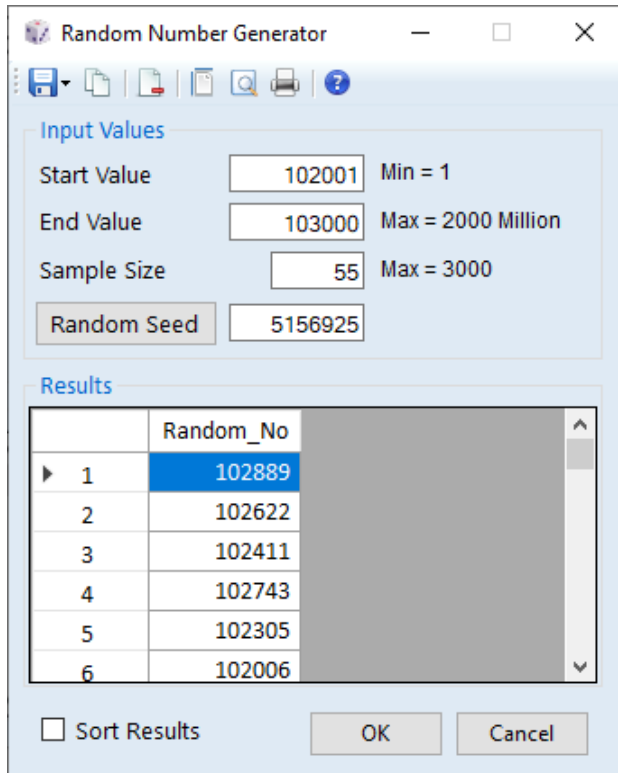 Random Number Generator
Input Values
Start Value 102001 Min = 1
End Value 103000 Max = 2000 Million
Sample Size 55 Max = 3000
Random Seed 5156925
Results
Random_No
1 102889
2 102622
3 102411
4 102743
5 102305
6 102006
Sort Results OK Cancel